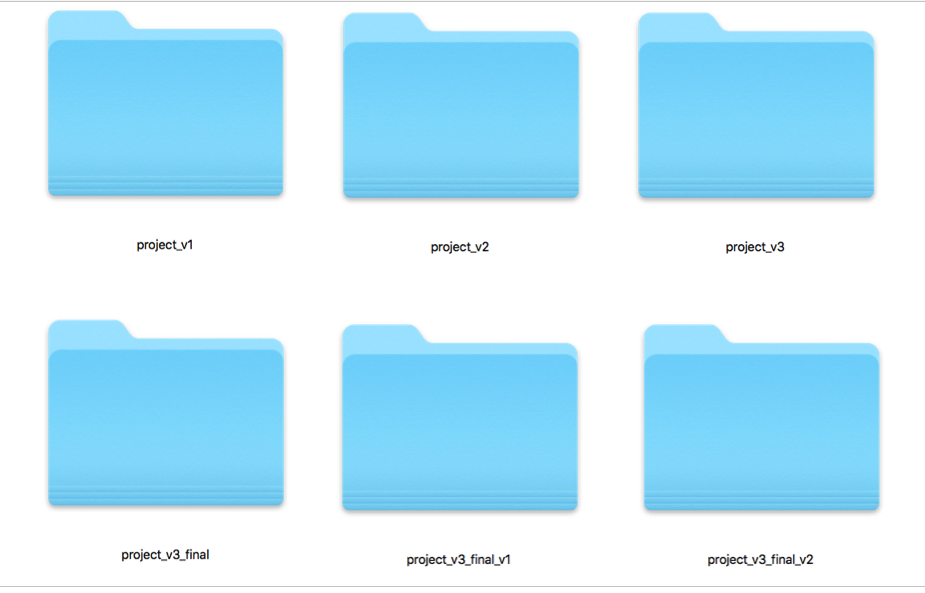 project_v1
project_v2
project_v3
project_v3_final
project_v3_final_v1
project_v3_final_v2